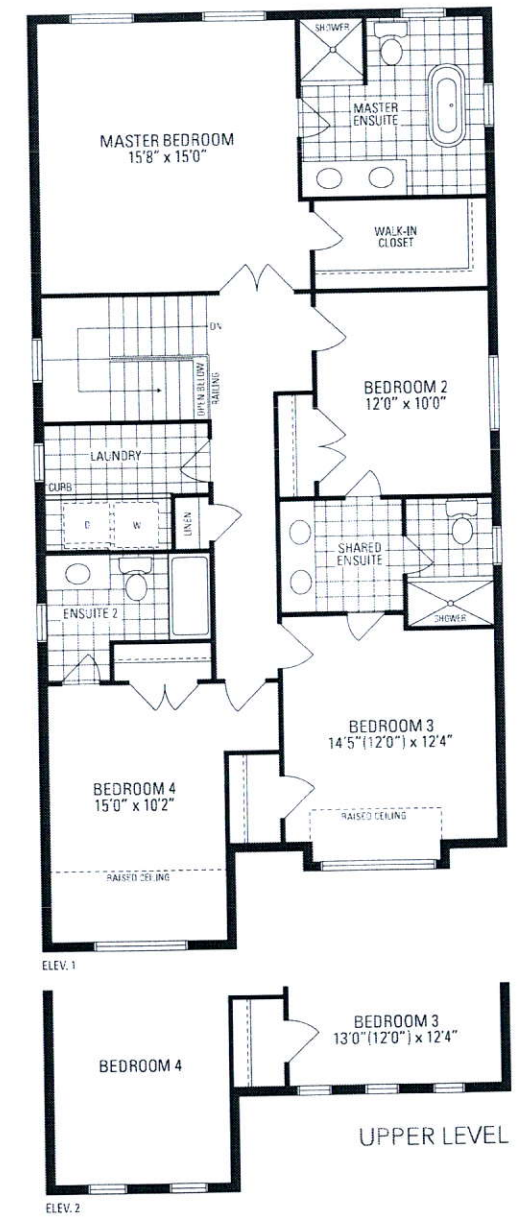 SHOWER
MASTER
ENSUITE
MASTER BEDROOM
15'8" x 15'0"
WALK-IN
CLOSET
DN
OPEN BELOW
RAILING
BEDROOM 2
12'0" x 10'0"
LAUNDRY
CURB
D
W
LINEN
SHARED
ENSUITE
ENSUITE 2
SHOWER
BEDROOM 3
14'5"(12'0") x 12'4"
BEDROOM 4
15'0" x 10'2"
RAISED CEILING
RAISED CEILING
ELEV. 1
BEDROOM 3
13'0"(12'0") x 12'4"
BEDROOM 4
UPPER LEVEL
ELEV. 2